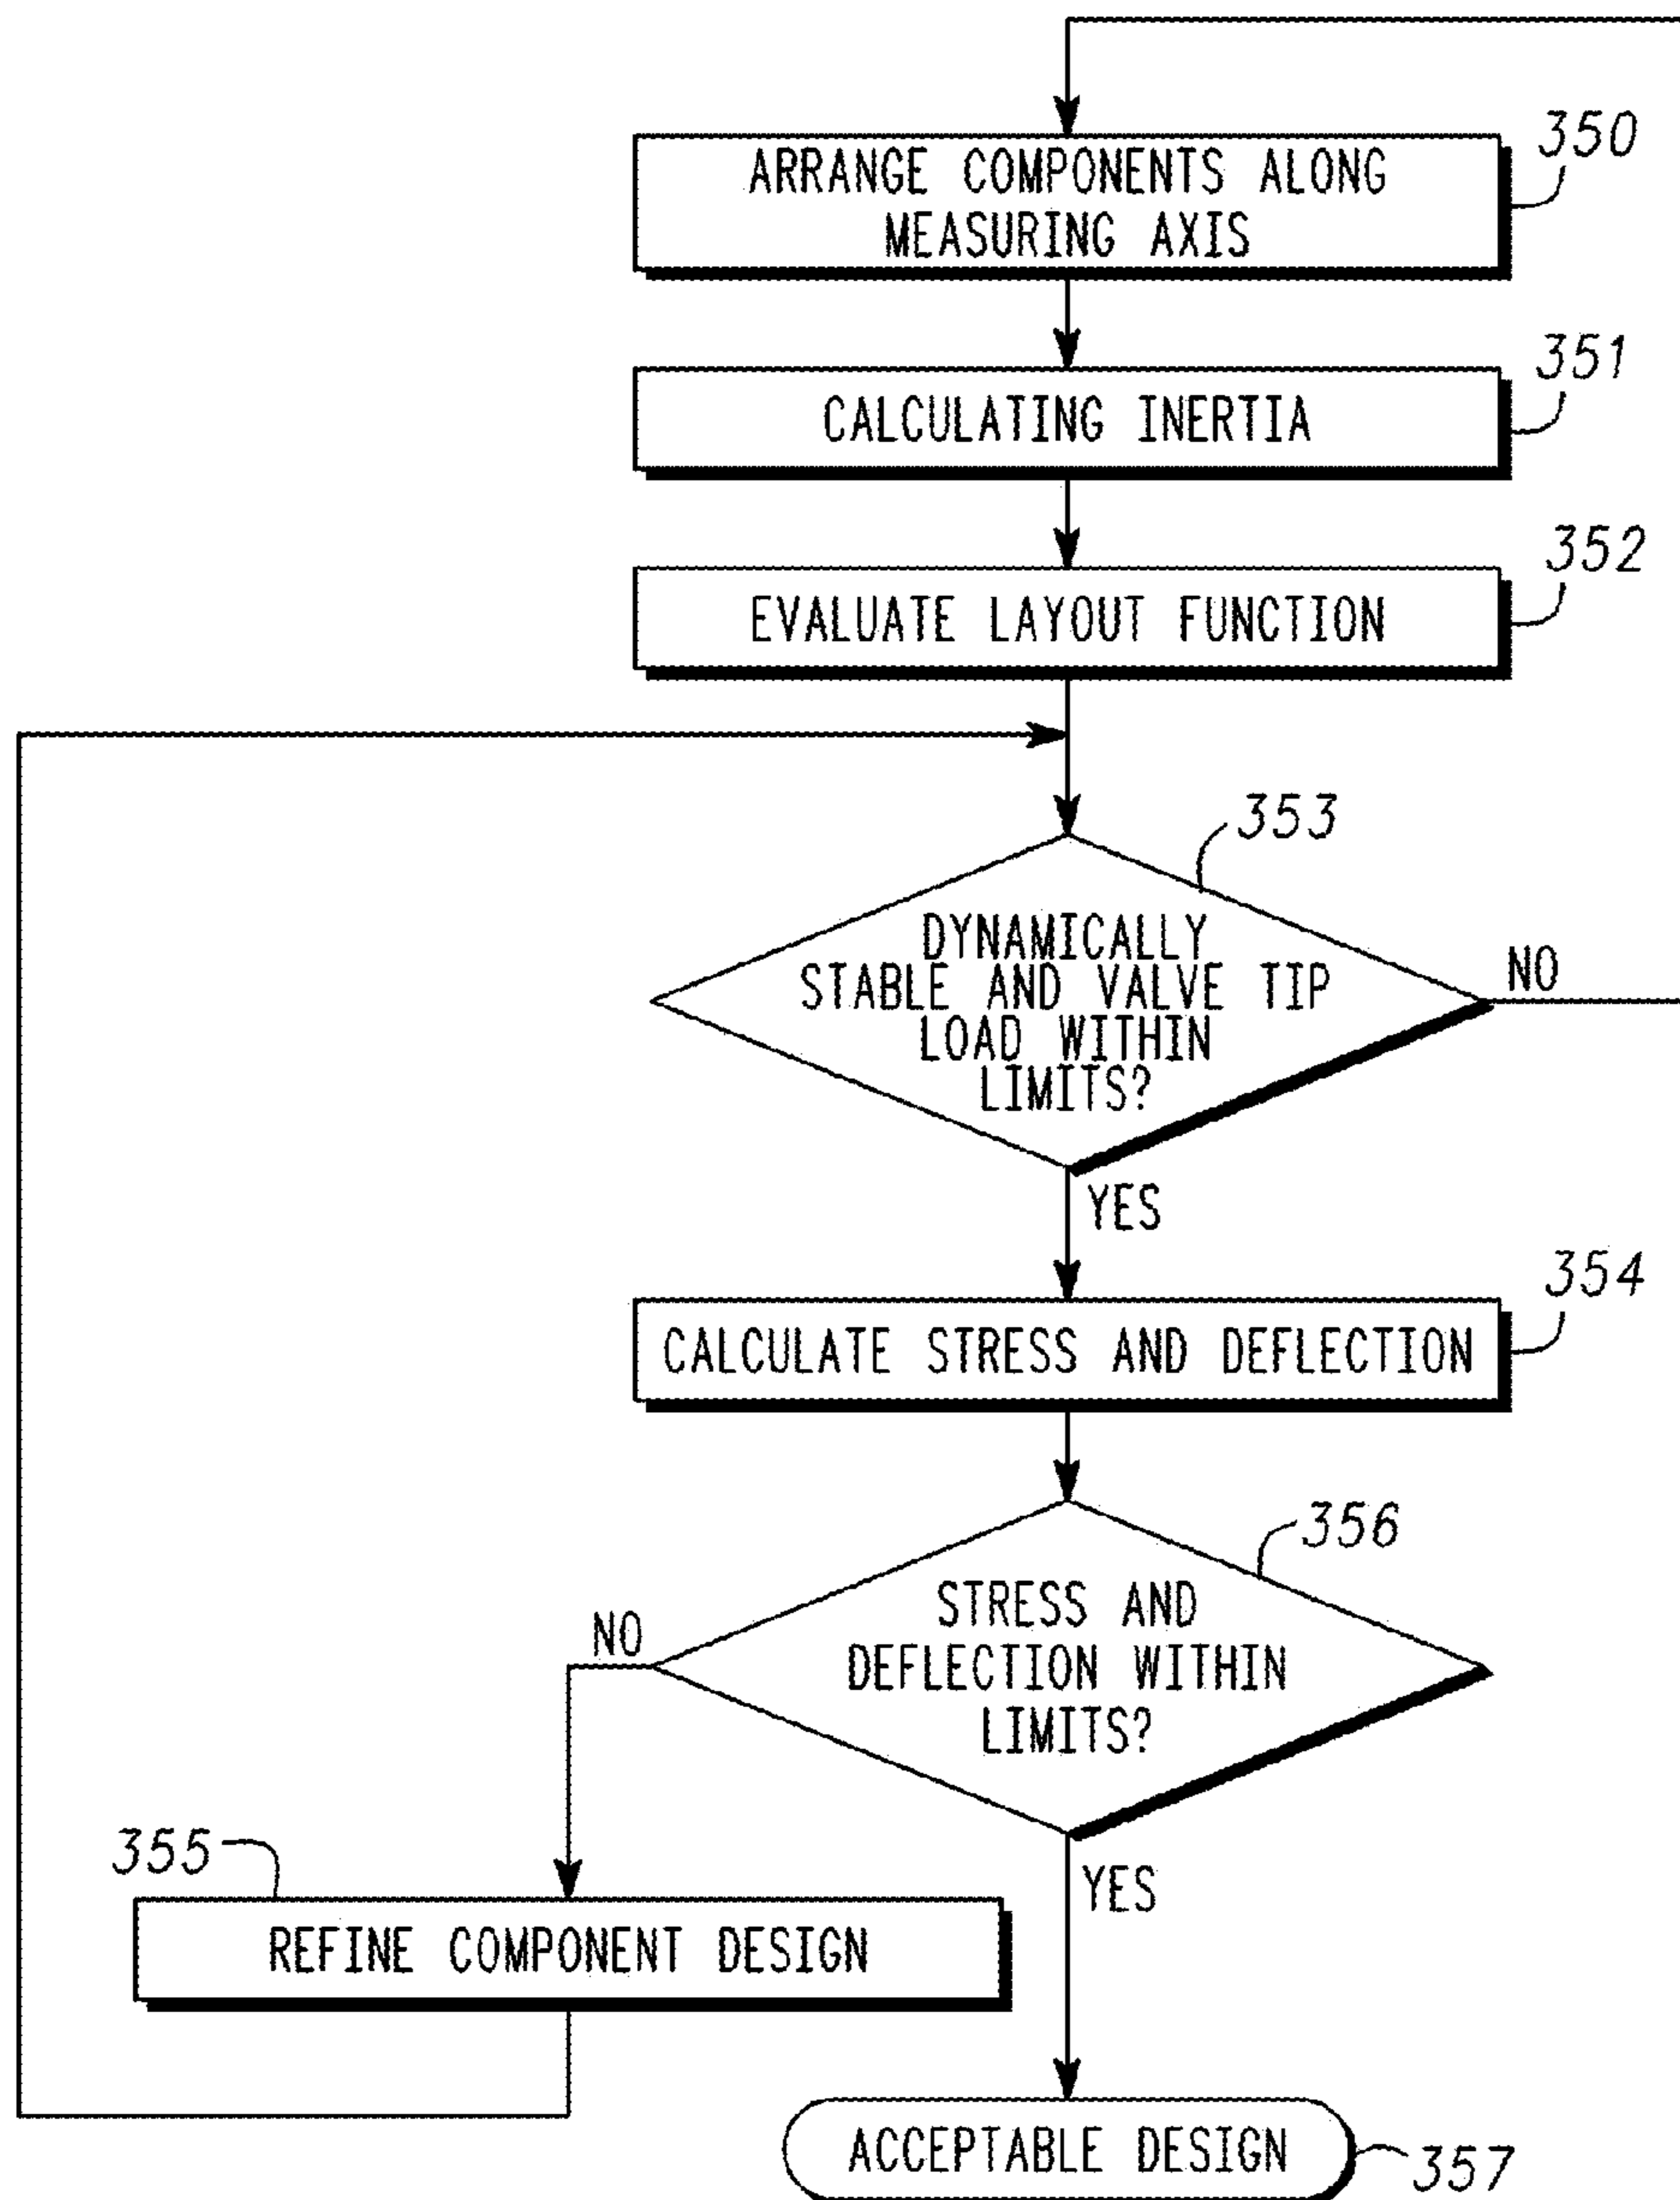 350
ARRANGE COMPONENTS ALONG
MEASURING AXIS
351
CALCULATING INERTIA
352
EVALUATE LAYOUT FUNCTION
353
DYNAMICALLY
STABLE AND VALVE TIP
LOAD WITHIN
LIMITS?
NO
YES
354
CALCULATE STRESS AND DEFLECTION
356
STRESS AND
DEFLECTION WITHIN
LIMITS?
NO
355
YES
REFINE COMPONENT DESIGN
ACCEPTABLE DESIGN
357